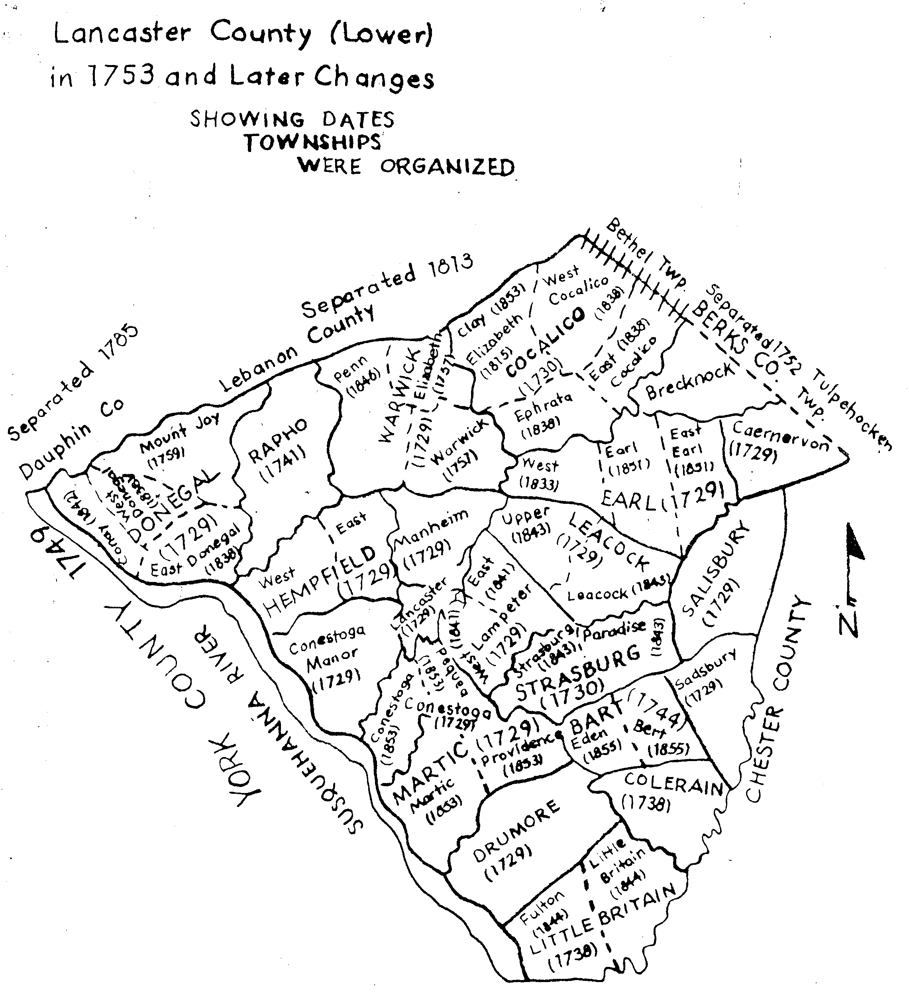 Lancaster County (Lower)
in 1753 and Later Changes
SHOWING DATES
TOWNSHIPS
WERE ORGANIZED
Separated 1785
Dauphin Co
Separated 1813
Lebanon County
Bethel Twp.
BERKS CO.
Separated 1752
Tulpehocken
Twp.
Clay (1853)
West
Cocalico
(1838)
Elizabeth
(1815)
COCALICO
(1730)
East (1838)
Cocalico
Brecknock
Ephrata
(1838)
Penn
(1846)
WARWICK
(1729)
Elizabeth
(1757)
Warwick
(1757)
RAPHO
(1741)
Mount Joy
(1759)
DONEGAL
(1729)
West
Donegal
(1838)
Conay (1842)
East Donegal
(1838)
West
(1833)
Earl
(1851)
East
Earl
(1851)
EARL (1729)
Caernarvon
(1729)
East
West
HEMPFIELD
(1729)
Manheim
(1729)
Upper
(1843)
LEACOCK
(1729)
Leacock (1843)
SALISBURY
(1729)
Lancaster
(1729)
East
(1841)
Lampeter
(1729)
West
(1841)
Conestoga
Manor
(1729)
Strasburg
(1843)
Paradise
(1843)
STRASBURG
(1730)
Pequea
(1853)
Conestoga
(1853)
Conestoga
(1729)
Sadsbury
(1729)
BART (1744)
Eden
(1855)
Bert
(1855)
MARTIC (1729)
Providence
(1853)
Martic
(1853)
COLERAIN
(1738)
DRUMORE
(1729)
Little
Britain
(1844)
Fulton
(1844)
LITTLE BRITAIN
(1738)
1749
YORK COUNTY
SUSQUEHANNA RIVER
CHESTER COUNTY
N